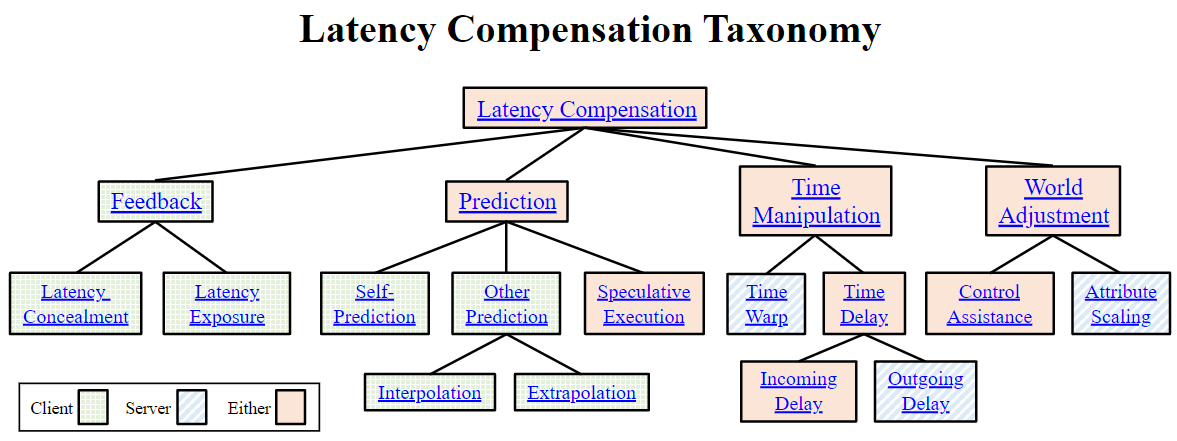 Latency Compensation Taxonomy
Latency Compensation
Feedback
Prediction
Time
Manipulation
World
Adjustment
Latency
Concealment
Latency
Exposure
Self-
Prediction
Other
Prediction
Speculative
Execution
Time
Warp
Time
Delay
Control
Assistance
Attribute
Scaling
Interpolation
Extrapolation
Incoming
Delay
Outgoing
Delay
Client Server Either